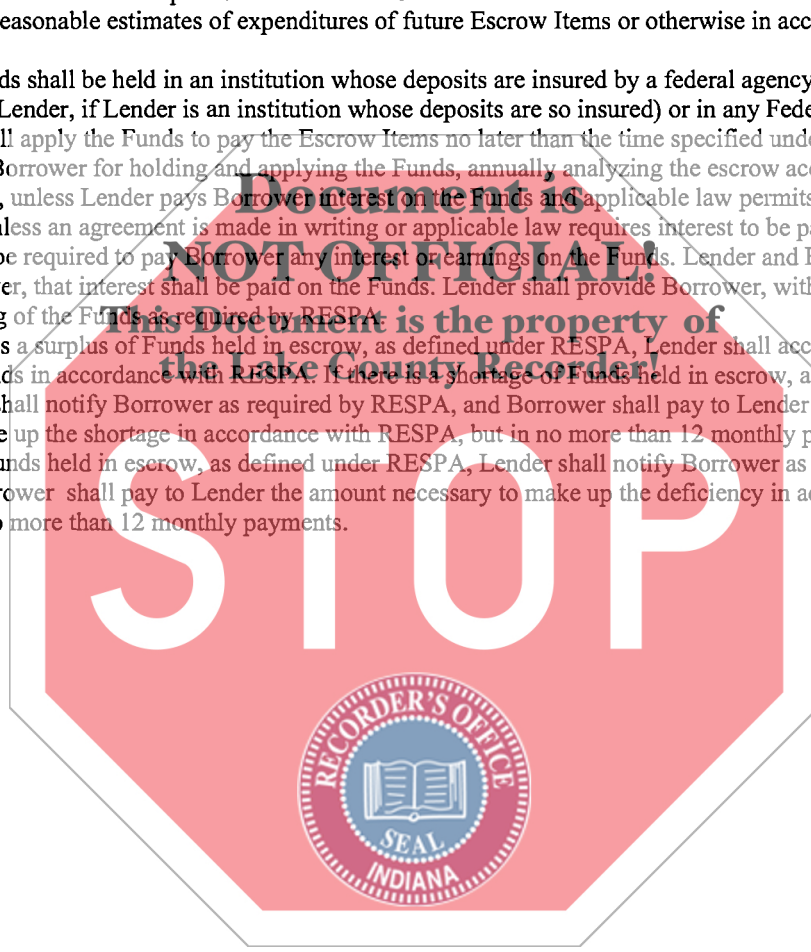 easonable estimates of expenditures of future Escrow Items or otherwise in acc
ds shall be held in an institution whose deposits are insured by a federal agency
Lender, if Lender is an institution whose deposits are so insured) or in any Fede
ll apply the Funds to pay the Escrow Items no later than the time specified unde
Borrower for holding and applying the Funds, annually analyzing the escrow acc
, unless Lender pays Borrower interest on the Funds and applicable law permits
Document is
less an agreement is made in writing or applicable law requires interest to be pa
be required to pay Borrower any interest or earnings on the Funds. Lender and B
NOT OFFICIAL!
er, that interest shall be paid on the Funds. Lender shall provide Borrower, with
g of the Funds as required by RESPA.
This Document is the property of
s a surplus of Funds held in escrow, as defined under RESPA, Lender shall acc
the Lake County Recorder!
ds in accordance with RESPA. If there is a shortage of Funds held in escrow, a
hall notify Borrower as required by RESPA, and Borrower shall pay to Lender
e up the shortage in accordance with RESPA, but in no more than 12 monthly p
unds held in escrow, as defined under RESPA, Lender shall notify Borrower as
rower shall pay to Lender the amount necessary to make up the deficiency in ac
o more than 12 monthly payments.
STOP
RECORDER'S OFFICE
SEAL
INDIANA